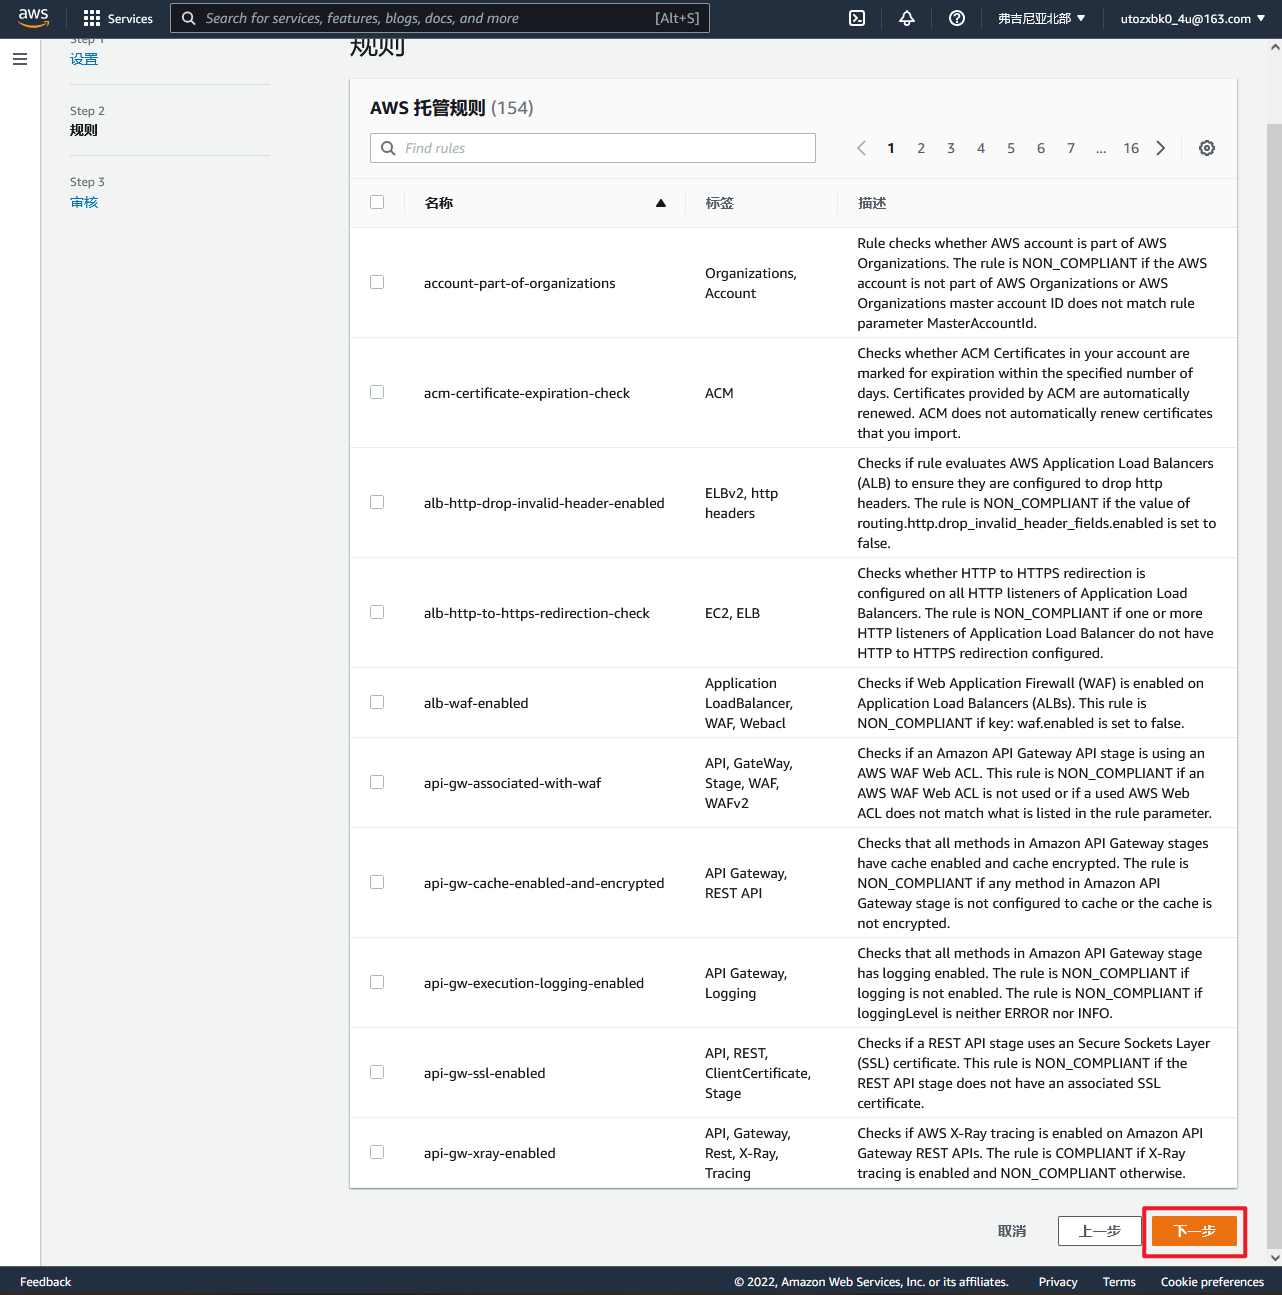 aws
Services
Search for services, features, blogs, docs, and more
[Alt+S]
弗吉尼亚北部
utozxbk0_4u@163.com
Step 1
设置
Step 2
规则
Step 3
审核
规则
AWS 托管规则 (154)
Find rules
1 2 3 4 5 6 7 ... 16
名称 标签 描述
account-part-of-organizations
Organizations,
Account
Rule checks whether AWS account is part of AWS
Organizations. The rule is NON_COMPLIANT if the AWS
account is not part of AWS Organizations or AWS
Organizations master account ID does not match rule
parameter MasterAccountId.
acm-certificate-expiration-check
ACM
Checks whether ACM Certificates in your account are
marked for expiration within the specified number of
days. Certificates provided by ACM are automatically
renewed. ACM does not automatically renew certificates
that you import.
alb-http-drop-invalid-header-enabled
ELBv2, http
headers
Checks if rule evaluates AWS Application Load Balancers
(ALB) to ensure they are configured to drop http
headers. The rule is NON_COMPLIANT if the value of
routing.http.drop_invalid_header_fields.enabled is set to
false.
alb-http-to-https-redirection-check
EC2, ELB
Checks whether HTTP to HTTPS redirection is
configured on all HTTP listeners of Application Load
Balancers. The rule is NON_COMPLIANT if one or more
HTTP listeners of Application Load Balancer do not have
HTTP to HTTPS redirection configured.
alb-waf-enabled
Application
LoadBalancer,
WAF, Webacl
Checks if Web Application Firewall (WAF) is enabled on
Application Load Balancers (ALBs). This rule is
NON_COMPLIANT if key: waf.enabled is set to false.
api-gw-associated-with-waf
API, GateWay,
Stage, WAF,
WAFv2
Checks if an Amazon API Gateway API stage is using an
AWS WAF Web ACL. This rule is NON_COMPLIANT if an
AWS WAF Web ACL is not used or if a used AWS Web
ACL does not match what is listed in the rule parameter.
api-gw-cache-enabled-and-encrypted
API Gateway,
REST API
Checks that all methods in Amazon API Gateway stages
have cache enabled and cache encrypted. The rule is
NON_COMPLIANT if any method in Amazon API
Gateway stage is not configured to cache or the cache is
not encrypted.
api-gw-execution-logging-enabled
API Gateway,
Logging
Checks that all methods in Amazon API Gateway stage
has logging enabled. The rule is NON_COMPLIANT if
logging is not enabled. The rule is NON_COMPLIANT if
loggingLevel is neither ERROR nor INFO.
api-gw-ssl-enabled
API, REST,
ClientCertificate,
Stage
Checks if a REST API stage uses an Secure Sockets Layer
(SSL) certificate. This rule is NON_COMPLIANT if the
REST API stage does not have an associated SSL
certificate.
api-gw-xray-enabled
API, Gateway,
Rest, X-Ray,
Tracing
Checks if AWS X-Ray tracing is enabled on Amazon API
Gateway REST APIs. The rule is COMPLIANT if X-Ray
tracing is enabled and NON_COMPLIANT otherwise.
取消 上一步 下一步
Feedback
© 2022, Amazon Web Services, Inc. or its affiliates.
Privacy
Terms
Cookie preferences